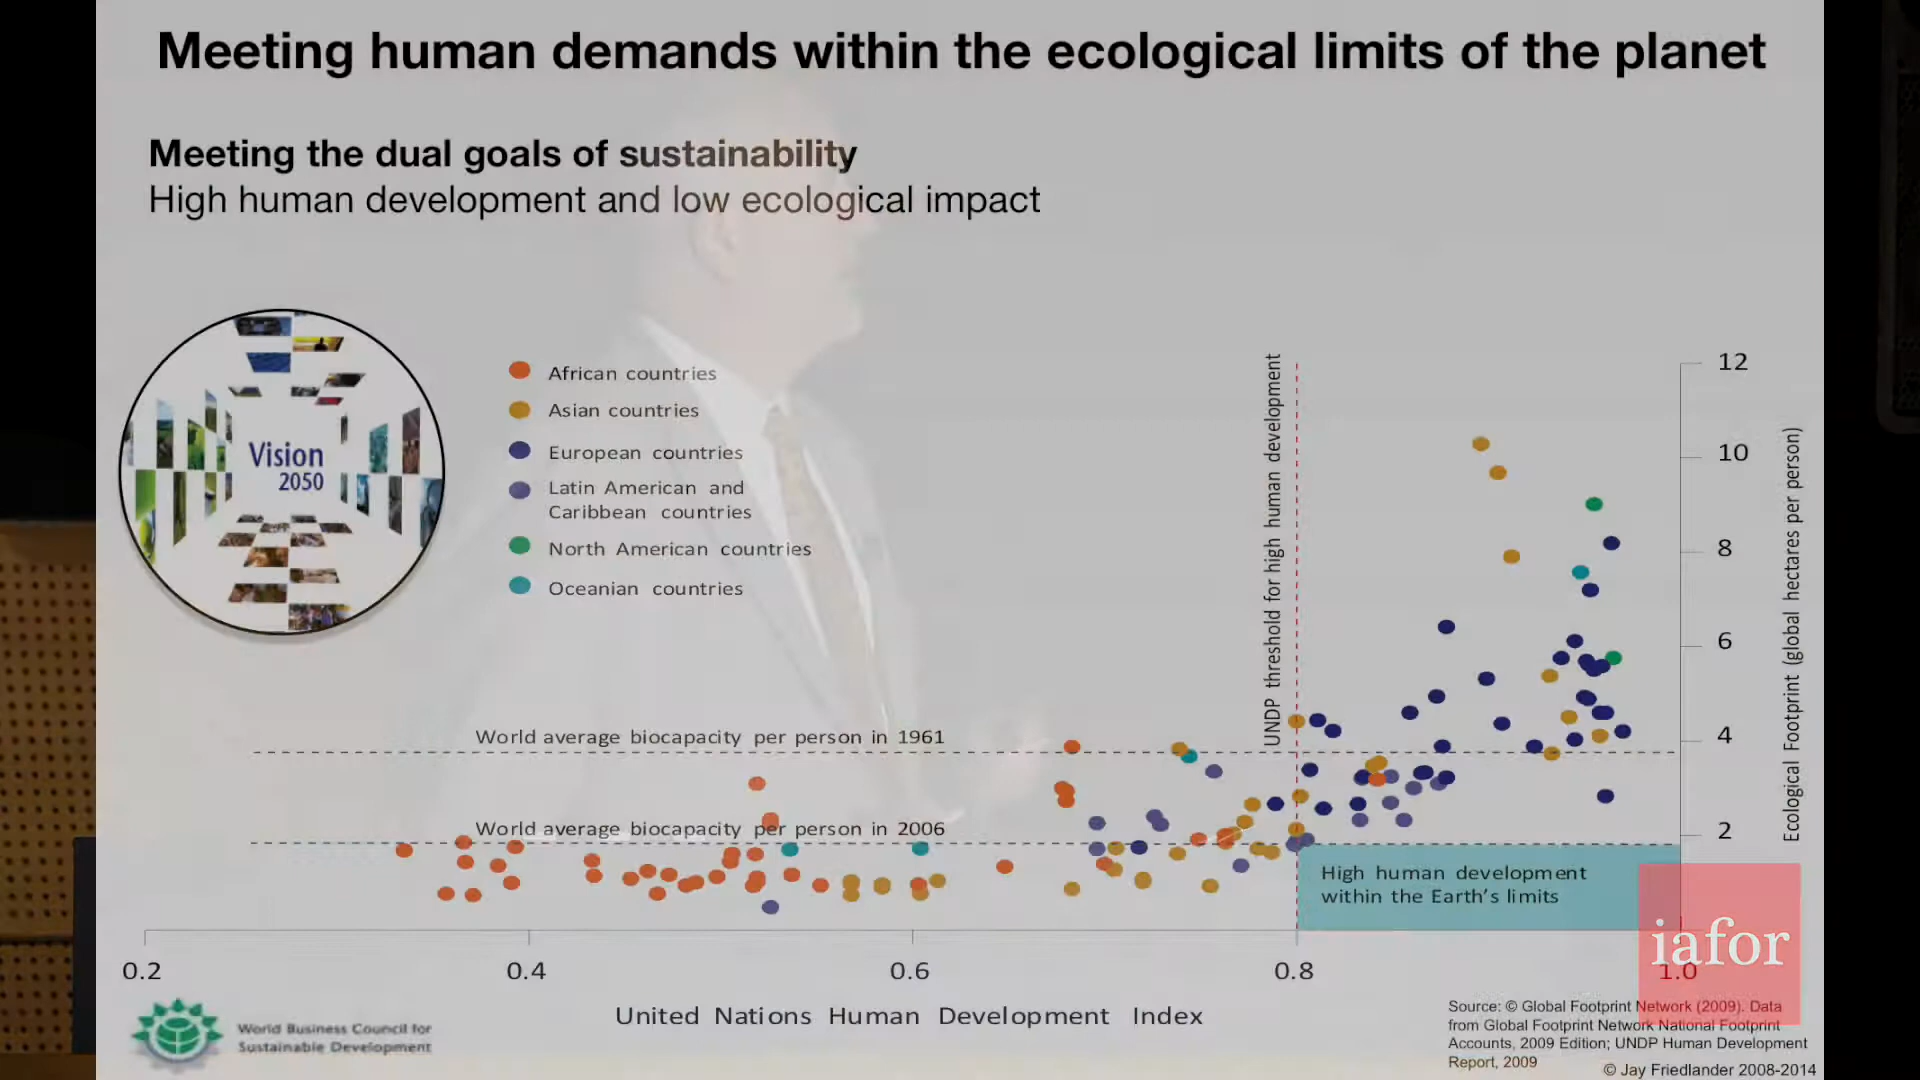 Meeting human demands within the ecological limits of the planet
Meeting the dual goals of sustainability
High human development and low ecological impact
Vision
2050
African countries
Asian countries
European countries
Latin American and
Caribbean countries
North American countries
Oceanian countries
UNDP threshold for high human development
World average biocapacity per person in 1961
World average biocapacity per person in 2006
High human development
within the Earth's limits
12
10
8
6
4
2
Ecological Footprint (global hectares per person)
0.2
0.4
0.6
0.8
1.0
United Nations Human Development Index
World Business Council for
Sustainable Development
iafor
Source: © Global Footprint Network (2009). Data
from Global Footprint Network National Footprint
Accounts, 2009 Edition; UNDP Human Development
Report, 2009
© Jay Friedlander 2008-2014